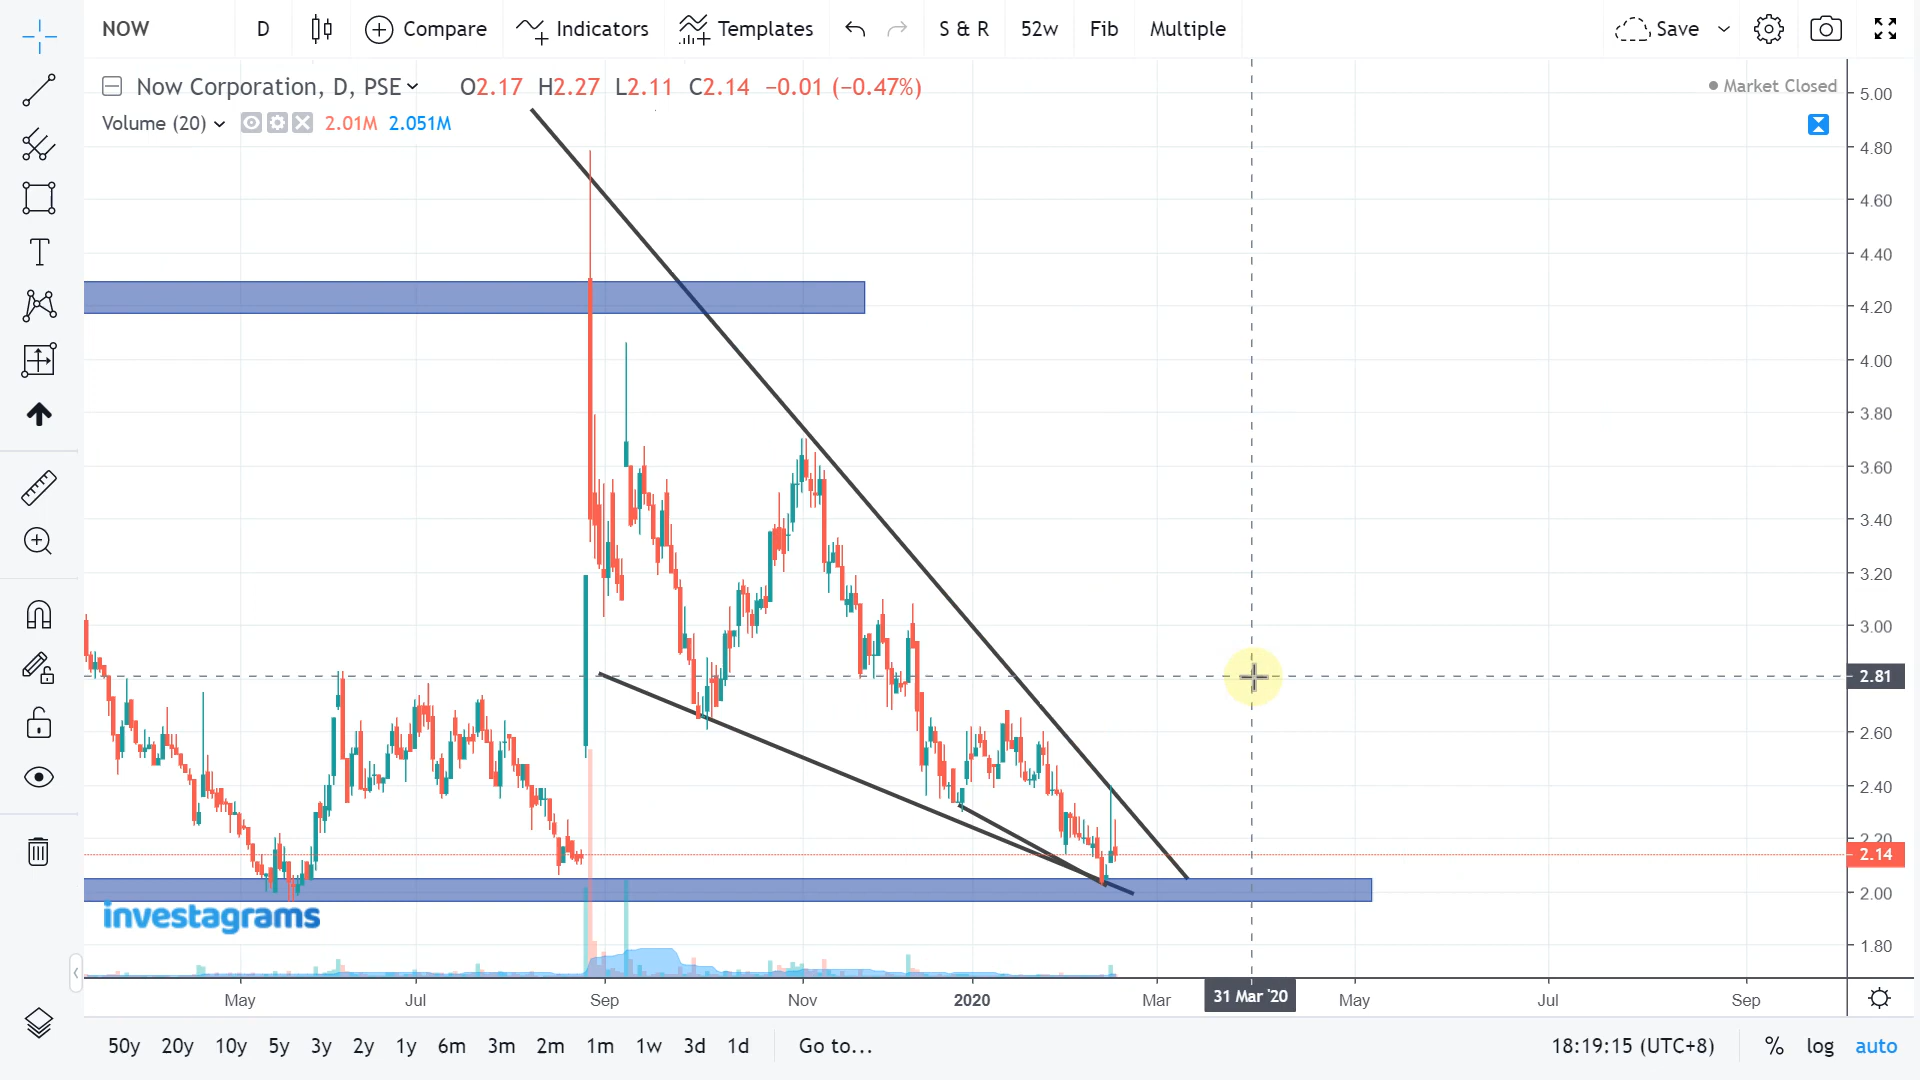 NOW D Compare Indicators Templates S & R 52w Fib Multiple Save
Now Corporation, D, PSE O2.17 H2.27 L2.11 C2.14 −0.01 (−0.47%)
Market Closed
Volume (20) 2.01M 2.051M
5.00
4.80
4.60
4.40
4.20
4.00
3.80
3.60
3.40
3.20
3.00
2.81
2.60
2.40
2.20
2.14
2.00
1.80
investagrams
May Jul Sep Nov 2020 Mar 31 Mar '20 May Jul Sep
50y 20y 10y 5y 3y 2y 1y 6m 3m 2m 1m 1w 3d 1d Go to... 18:19:15 (UTC+8) % log auto